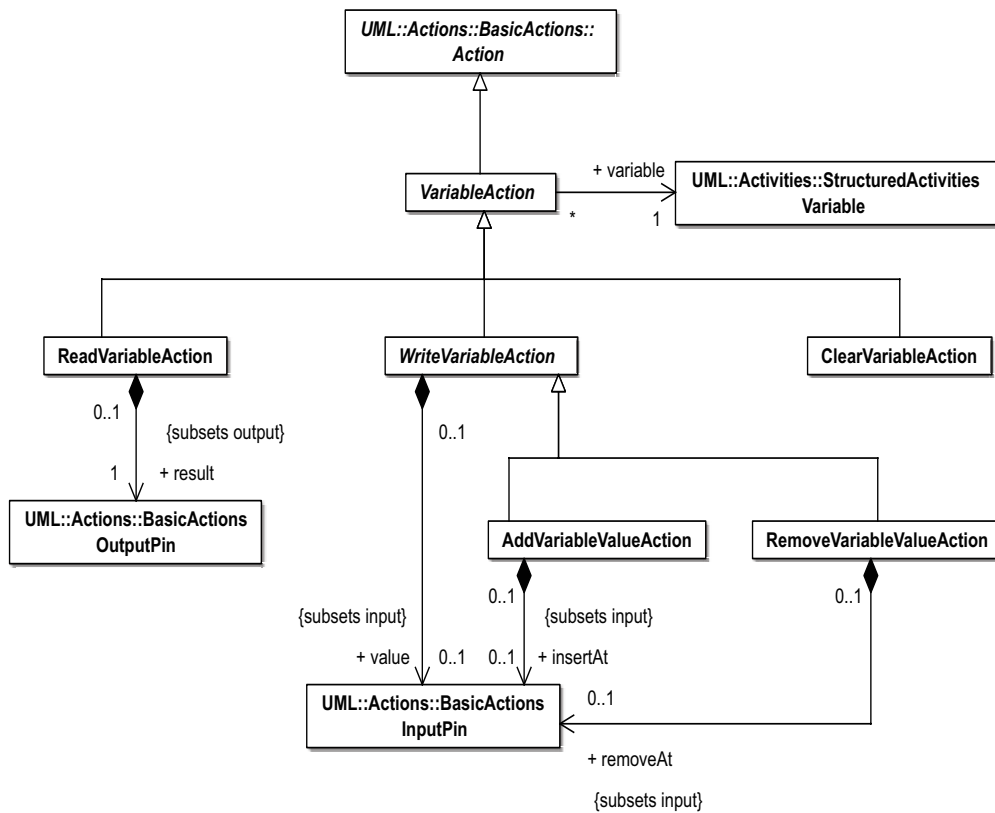 UML::Actions::BasicActions::
Action
+ variable
VariableAction
UML::Activities::StructuredActivities
Variable
*
1
ReadVariableAction
WriteVariableAction
ClearVariableAction
0..1
{subsets output}
1
+ result
UML::Actions::BasicActions
OutputPin
0..1
AddVariableValueAction
RemoveVariableValueAction
0..1
0..1
{subsets input}
{subsets input}
+ value
0..1
0..1
+ insertAt
UML::Actions::BasicActions
InputPin
0..1
+ removeAt
{subsets input}